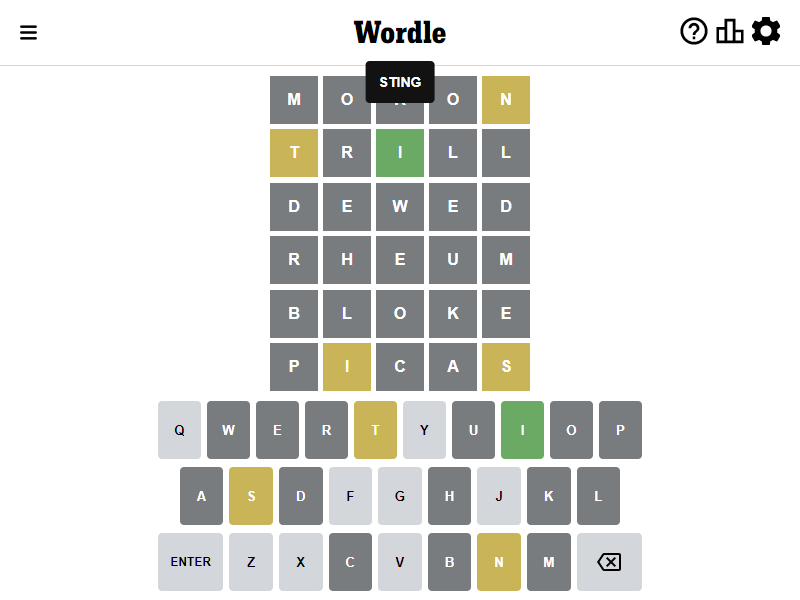 Wordle
STING
M O O N
T R I L L
D E W E D
R H E U M
B L O K E
P I C A S
Q W E R T Y U I O P
A S D F G H J K L
ENTER Z X C V B N M